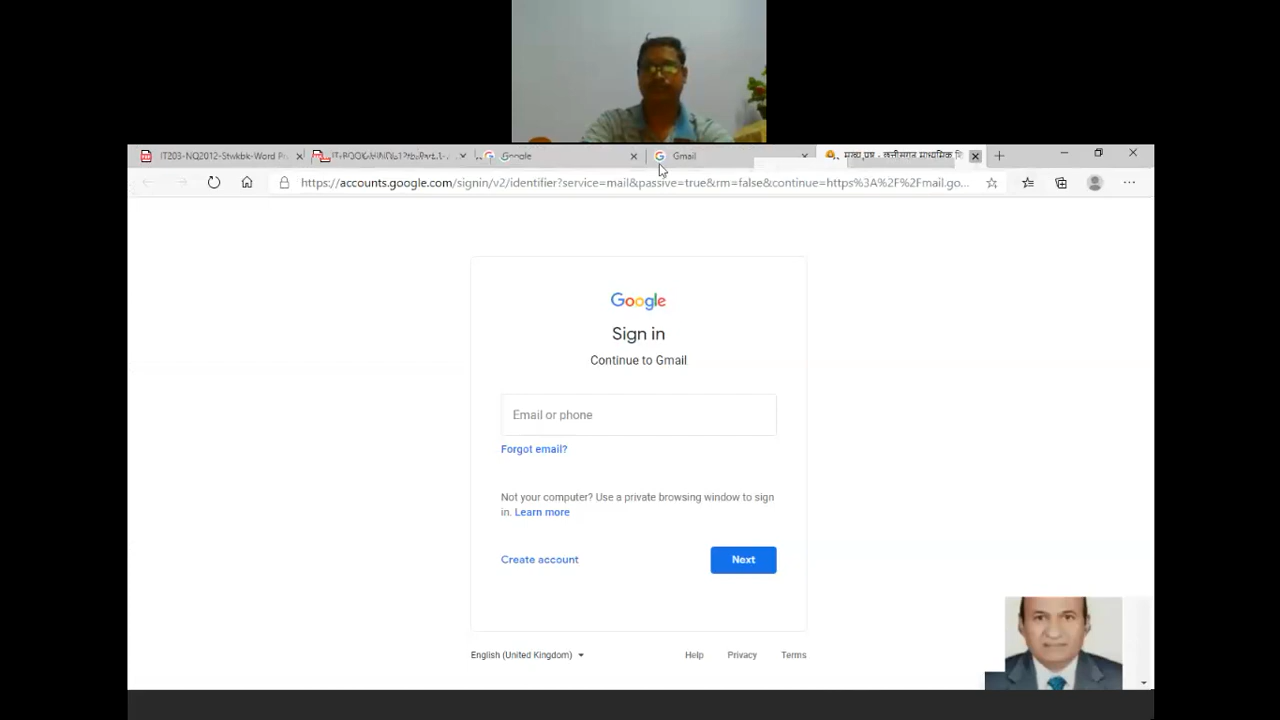 IT203-NQ2012-Stwkbk-Word
Google
Gmail
https://accounts.google.com/signin/v2/identifier?service=mail&passive=true&rm=false&continue=https%3A%2F%2Fmail.go...
Google
Sign in
Continue to Gmail
Email or phone
Forgot email?
Not your computer? Use a private browsing window to sign
in. Learn more
Create account
Next
English (United Kingdom)
Help
Privacy
Terms